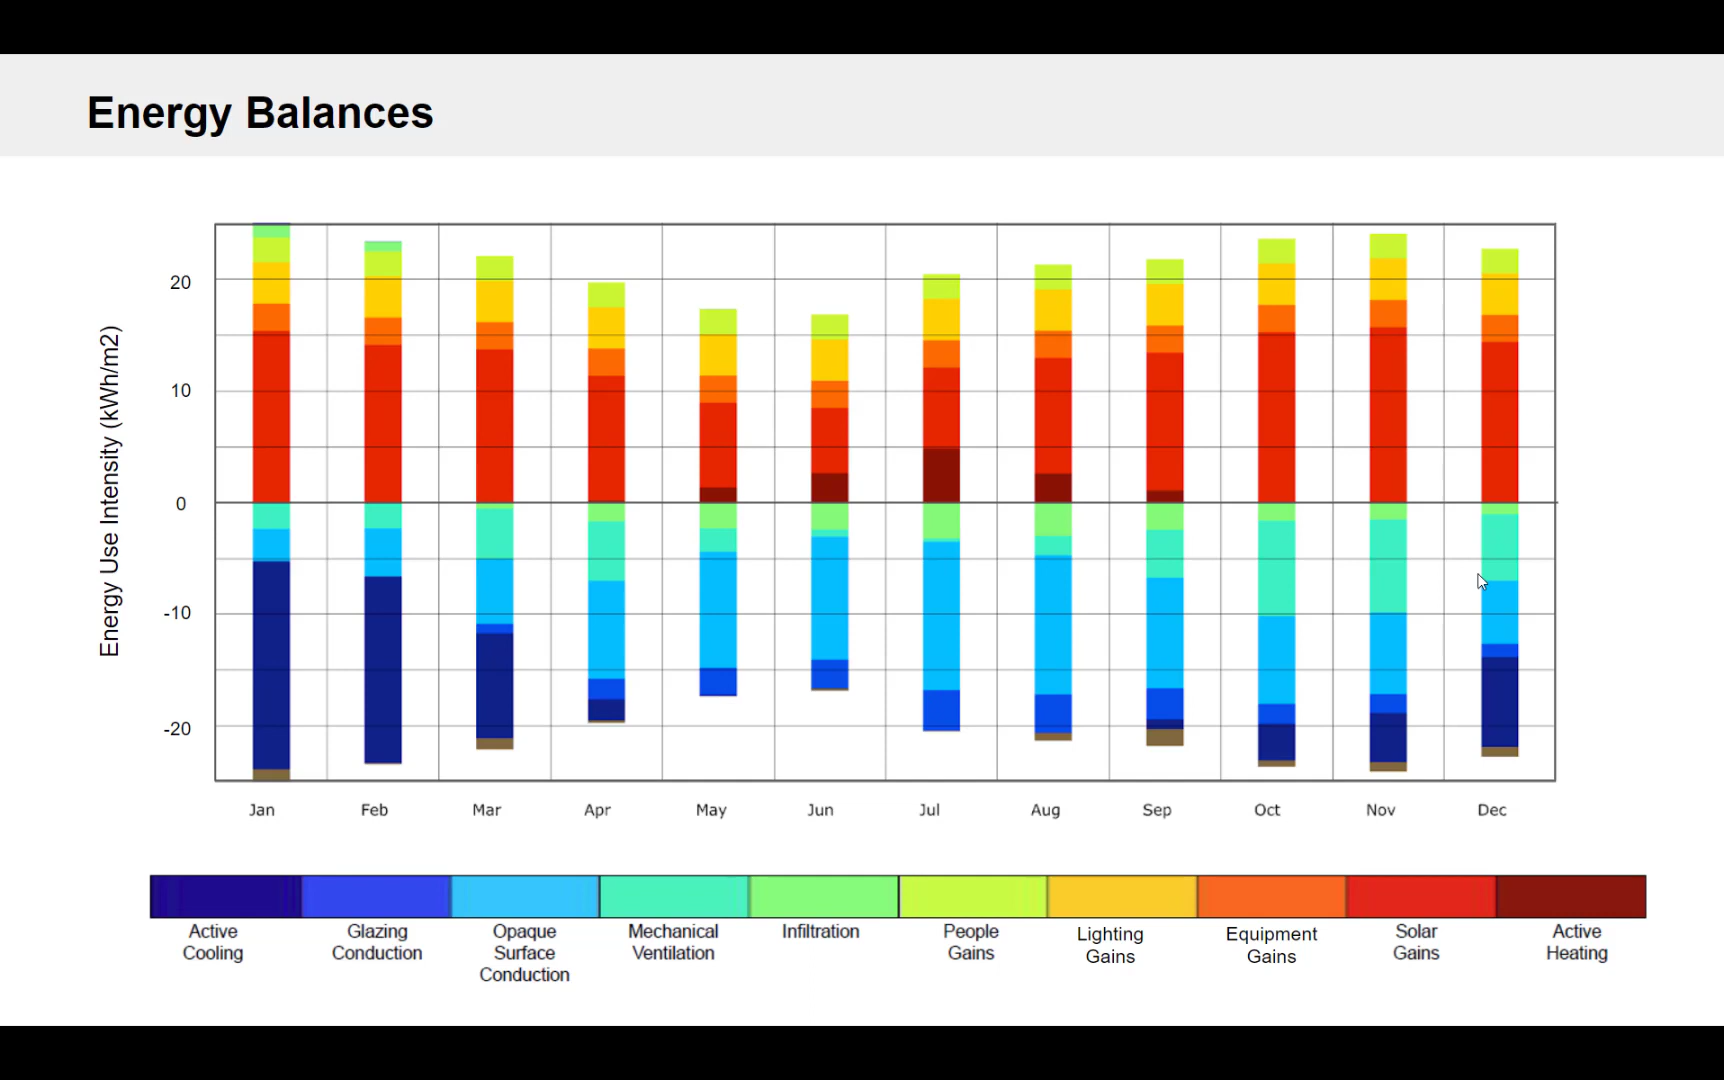 Energy Balances
Energy Use Intensity (kWh/m2)
20
10
0
-10
-20
Jan Feb Mar Apr May Jun Jul Aug Sep Oct Nov Dec
Active Cooling
Glazing Conduction
Opaque Surface Conduction
Mechanical Ventilation
Infiltration
People Gains
Lighting Gains
Equipment Gains
Solar Gains
Active Heating